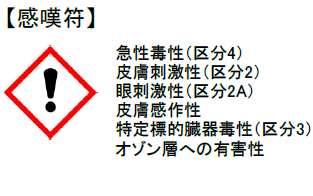 【感嘆符】
急性毒性(区分4)
皮膚刺激性(区分2)
眼刺激性(区分2A)
皮膚感作性
特定標的臓器毒性(区分3)
オゾン層への有害性